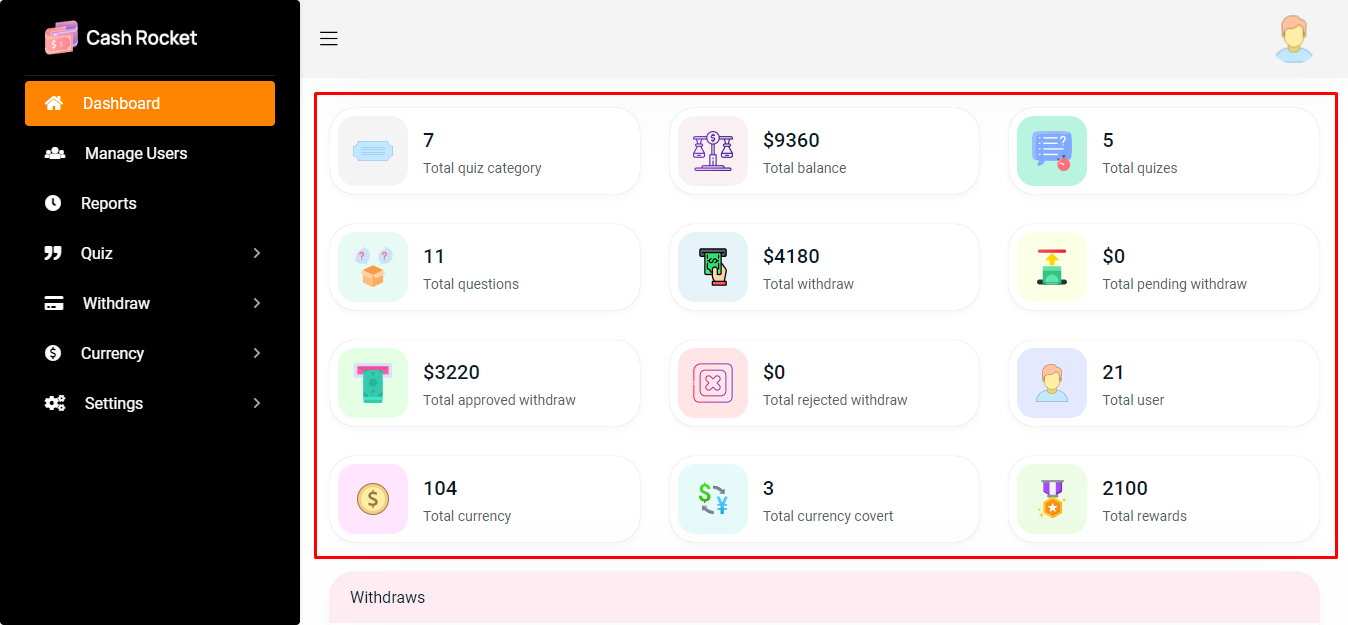 Cash Rocket
Dashboard
Manage Users
Reports
Quiz
Withdraw
Currency
Settings
7
Total quiz category
$9360
Total balance
5
Total quizes
11
Total questions
$4180
Total withdraw
$0
Total pending withdraw
$3220
Total approved withdraw
$0
Total rejected withdraw
21
Total user
104
Total currency
3
Total currency covert
2100
Total rewards
Withdraws